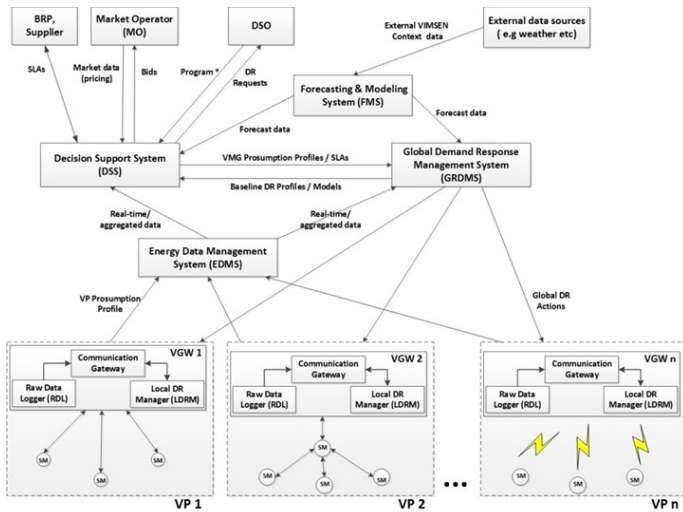 BRP,
Supplier
Market Operator
(MO)
DSO
External data sources
( e.g weather etc)
External VIMSEN
Context data
SLAs
Market data
(pricing)
Bids
Program *
DR
Requests
Forecasting & Modeling
System (FMS)
Forecast data
Forecast data
Decision Support System
(DSS)
VMG Prosumption Profiles / SLAs
Baseline DR Profiles / Models
Global Demand Response
Management System
(GRDMS)
Real-time/
aggregated data
Real-time/
aggregated data
Energy Data Management
System (EDMS)
VP Prosumption
Profile
Global DR
Actions
VGW 1
Communication
Gateway
Raw Data
Logger (RDL)
Local DR
Manager (LDRM)
SM
SM
SM
VP 1
VGW 2
Communication
Gateway
Raw Data
Logger (RDL)
Local DR
Manager (LDRM)
SM
SM
SM
SM
VP 2
...
VGW n
Communication
Gateway
Raw Data
Logger (RDL)
Local DR
Manager (LDRM)
SM
SM
SM
VP n